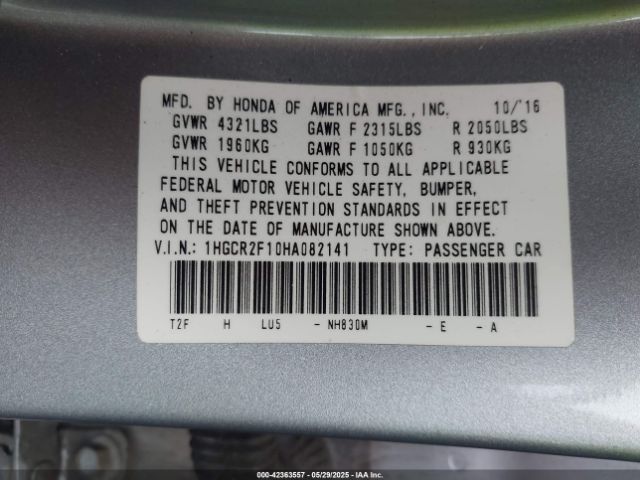 MFD. BY HONDA OF AMERICA MFG., INC. 10/'16
GVWR 4321LBS GAWR F 2315LBS R 2050LBS
GVWR 1960KG GAWR F 1050KG R 930KG
THIS VEHICLE CONFORMS TO ALL APPLICABLE
FEDERAL MOTOR VEHICLE SAFETY, BUMPER,
AND THEFT PREVENTION STANDARDS IN EFFECT
ON THE DATE OF MANUFACTURE SHOWN ABOVE.
V.I.N.: 1HGCR2F10HA082141 TYPE: PASSENGER CAR
T2F H LU5 - NH830M - E - A
000-42363557 - 05/29/2025 - IAA Inc.